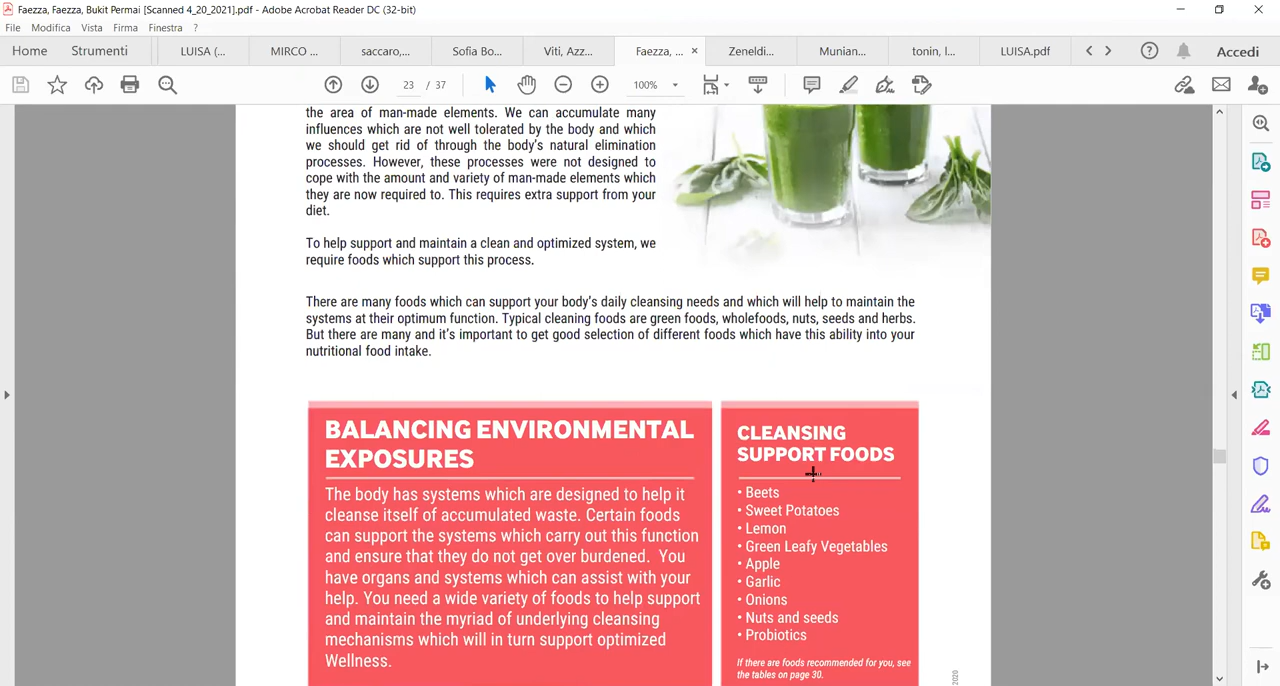 Faezza, Faezza, Bukit Permai [Scanned 4_20_2021].pdf - Adobe Acrobat Reader DC (32-bit)
File Modifica Vista Firma Finestra ?
Home Strumenti LUISA (... MIRCO ... saccaro,... Sofia Bo... Viti, Azz... Faezza, ... × Zeneldi... Munian... tonin, l... LUISA.pdf Accedi
23 / 37 100%
the area of man-made elements. We can accumulate many
influences which are not well tolerated by the body and which
we should get rid of through the body's natural elimination
processes. However, these processes were not designed to
cope with the amount and variety of man-made elements which
they are now required to. This requires extra support from your
diet.
To help support and maintain a clean and optimized system, we
require foods which support this process.
There are many foods which can support your body's daily cleansing needs and which will help to maintain the
systems at their optimum function. Typical cleaning foods are green foods, wholefoods, nuts, seeds and herbs.
But there are many and it's important to get good selection of different foods which have this ability into your
nutritional food intake.
BALANCING ENVIRONMENTAL
EXPOSURES
The body has systems which are designed to help it
cleanse itself of accumulated waste. Certain foods
can support the systems which carry out this function
and ensure that they do not get over burdened. You
have organs and systems which can assist with your
help. You need a wide variety of foods to help support
and maintain the myriad of underlying cleansing
mechanisms which will in turn support optimized
Wellness.
CLEANSING
SUPPORT FOODS
• Beets
• Sweet Potatoes
• Lemon
• Green Leafy Vegetables
• Apple
• Garlic
• Onions
• Nuts and seeds
• Probiotics
If there are foods recommended for you, see
the tables on page 30.
2020